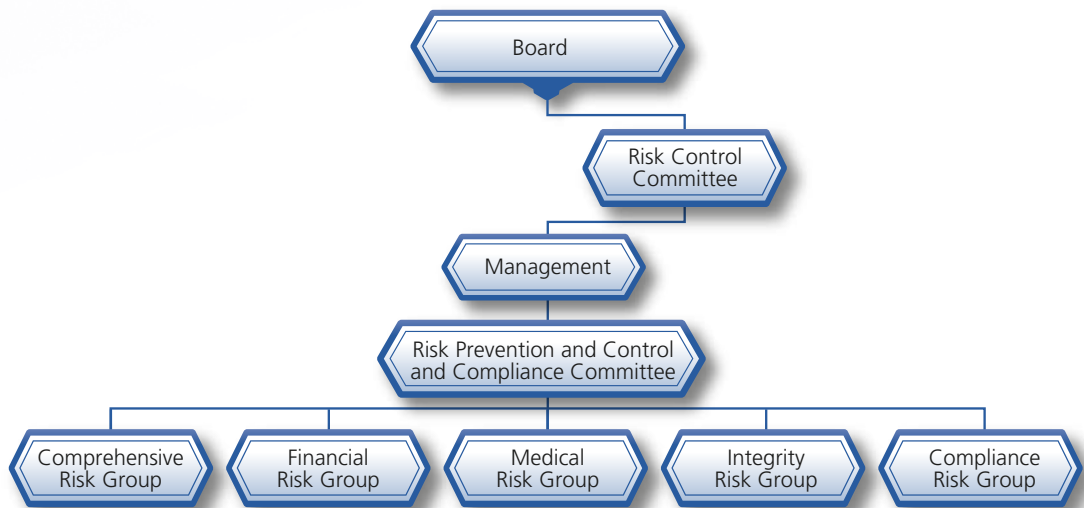 Board
Risk Control
Committee
Management
Risk Prevention and Control
and Compliance Committee
Comprehensive
Risk Group
Financial
Risk Group
Medical
Risk Group
Integrity
Risk Group
Compliance
Risk Group